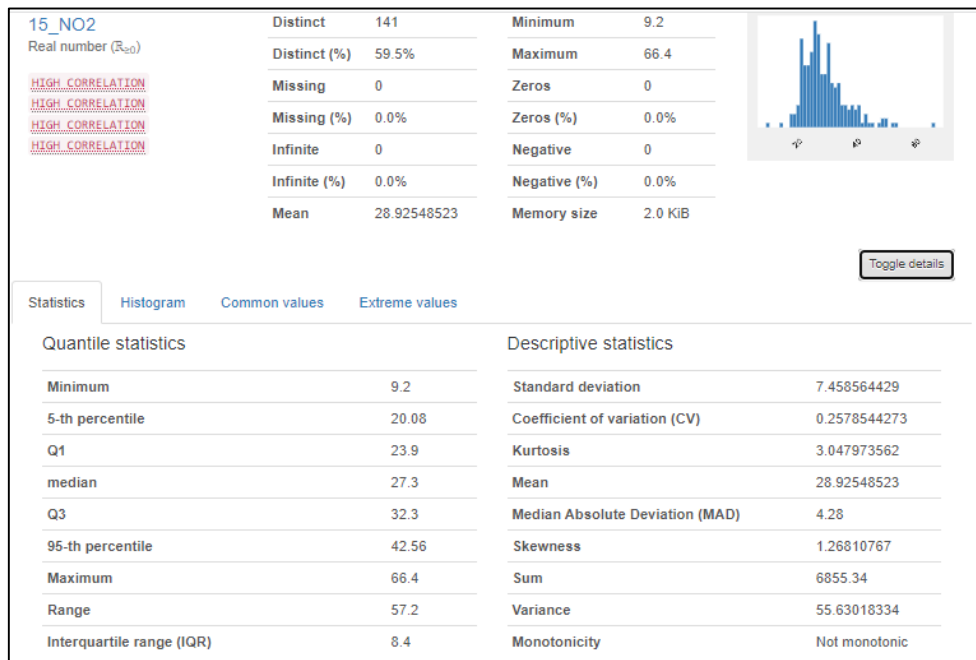 15_NO2
Real number (ℝ≥0)
HIGH CORRELATION
HIGH CORRELATION
HIGH CORRELATION
HIGH CORRELATION
Distinct 141
Distinct (%) 59.5%
Missing 0
Missing (%) 0.0%
Infinite 0
Infinite (%) 0.0%
Mean 28.92548523
Minimum 9.2
Maximum 66.4
Zeros 0
Zeros (%) 0.0%
Negative 0
Negative (%) 0.0%
Memory size 2.0 KiB
20 40 60
Toggle details
Statistics Histogram Common values Extreme values
Quantile statistics
Minimum 9.2
5-th percentile 20.08
Q1 23.9
median 27.3
Q3 32.3
95-th percentile 42.56
Maximum 66.4
Range 57.2
Interquartile range (IQR) 8.4
Descriptive statistics
Standard deviation 7.458564429
Coefficient of variation (CV) 0.2578544273
Kurtosis 3.047973562
Mean 28.92548523
Median Absolute Deviation (MAD) 4.28
Skewness 1.26810767
Sum 6855.34
Variance 55.63018334
Monotonicity Not monotonic